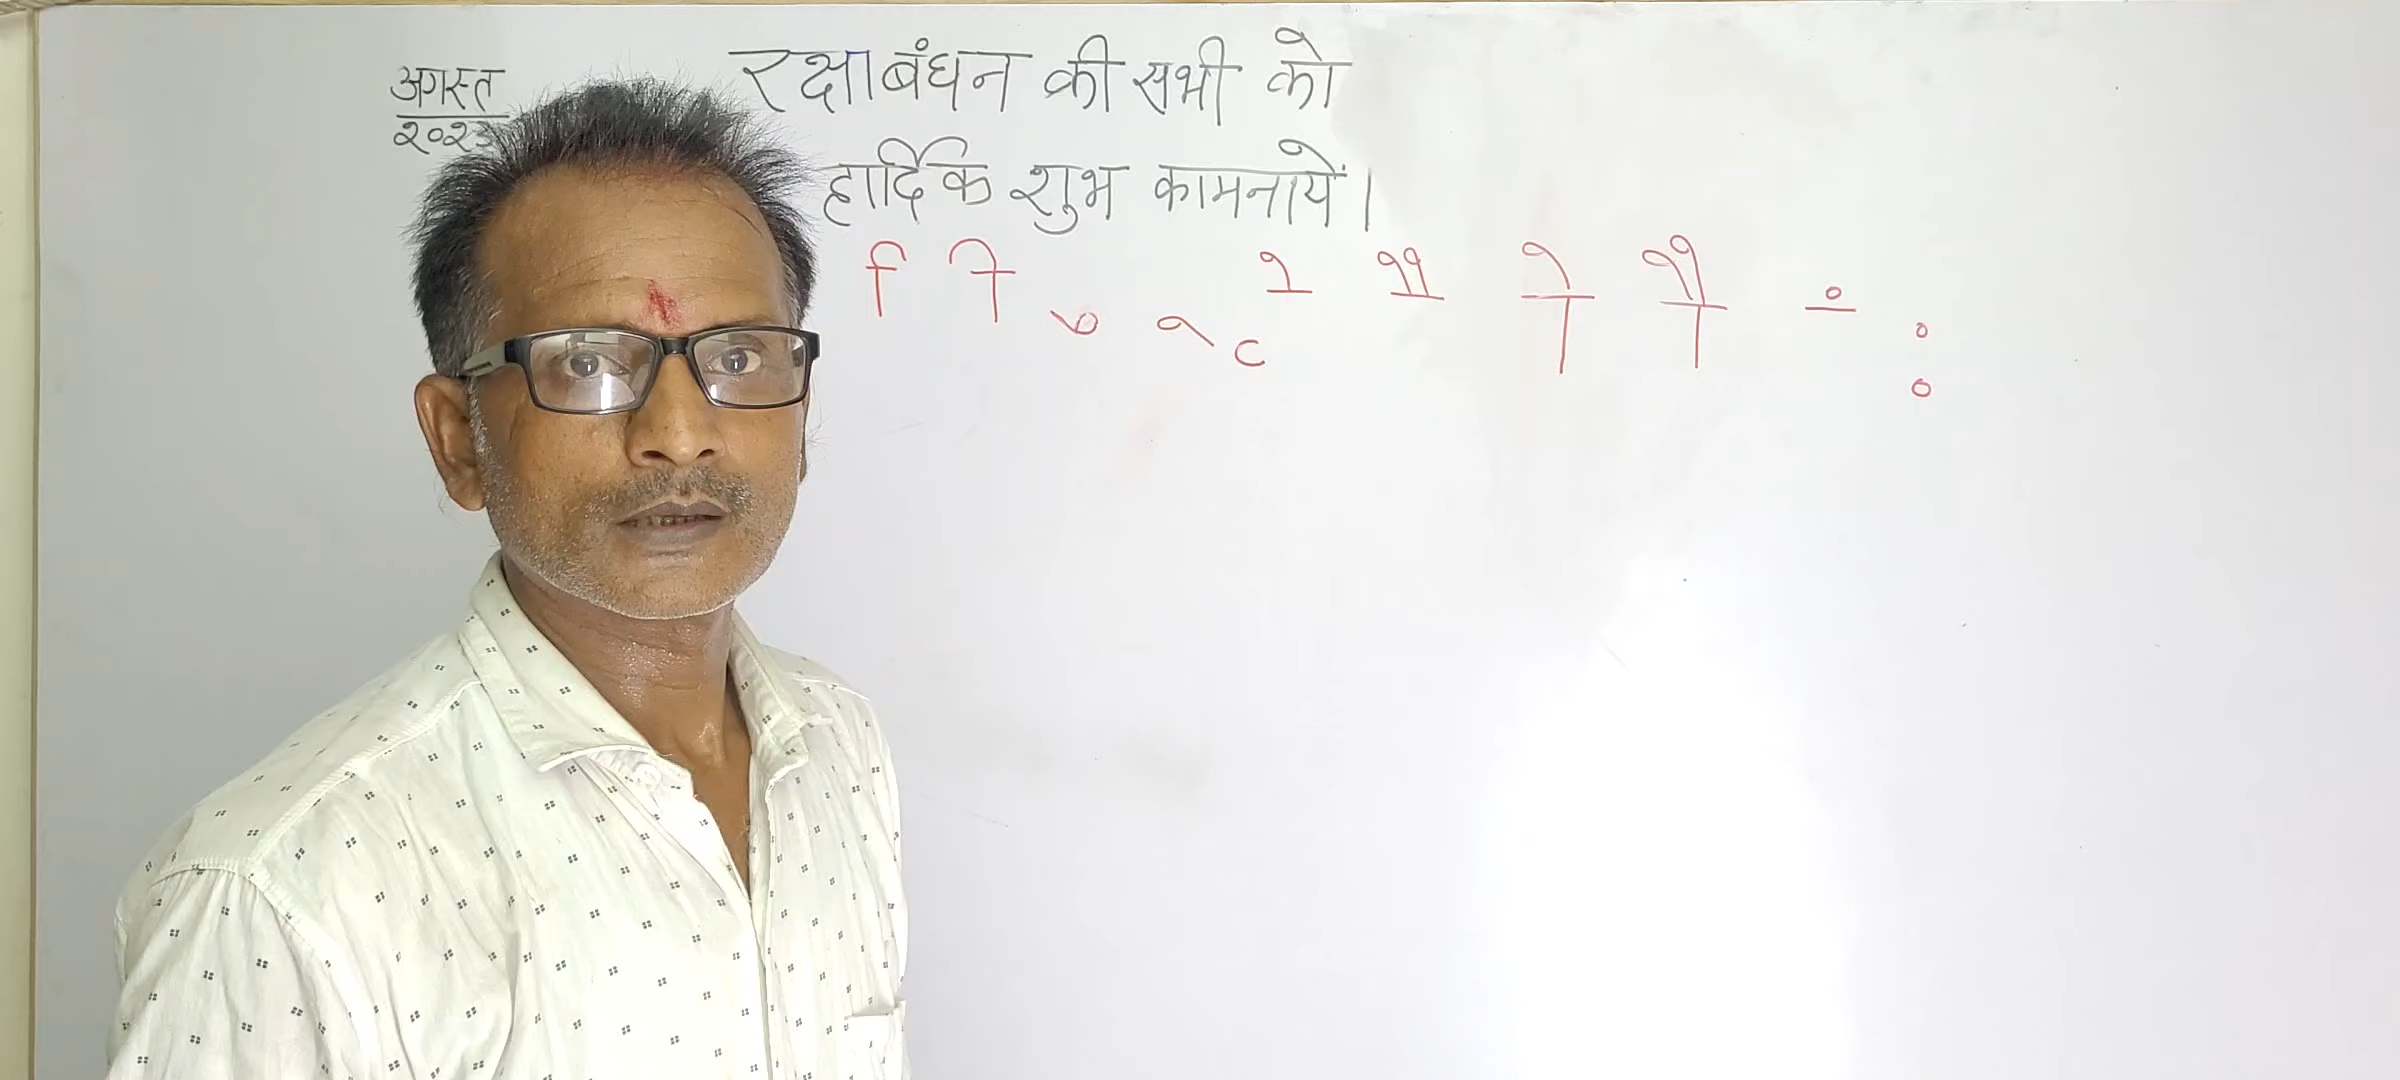 अगस्त
२०२३
रक्षाबंधन की सभी को
हार्दिक शुभ कामनायें।
ि ी ु ू ृ े ै ो ौ ं ः